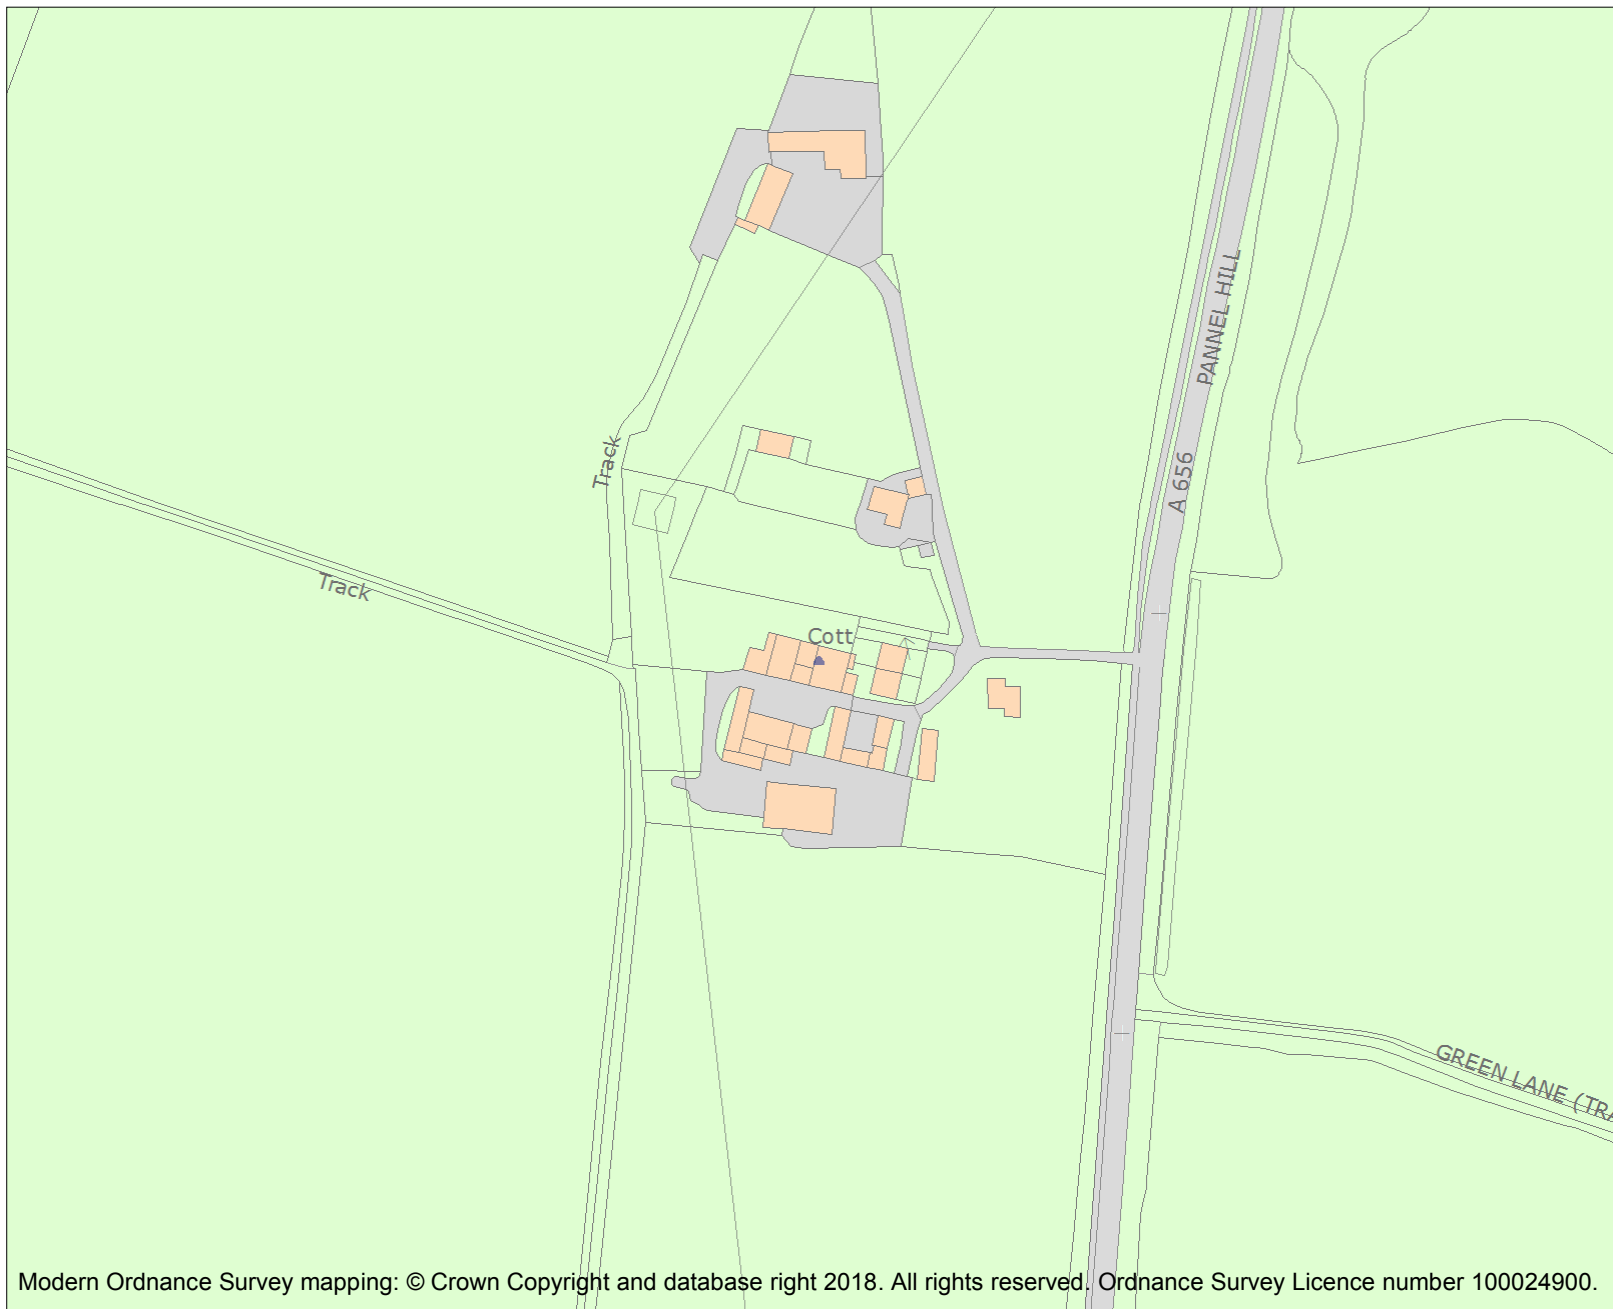 PANNEL HILL
Track
A 656
Track
Cott
GREEN LANE (TRA
Modern Ordnance Survey mapping: © Crown Copyright and database right 2018. All rights reserved. Ordnance Survey Licence number 100024900.